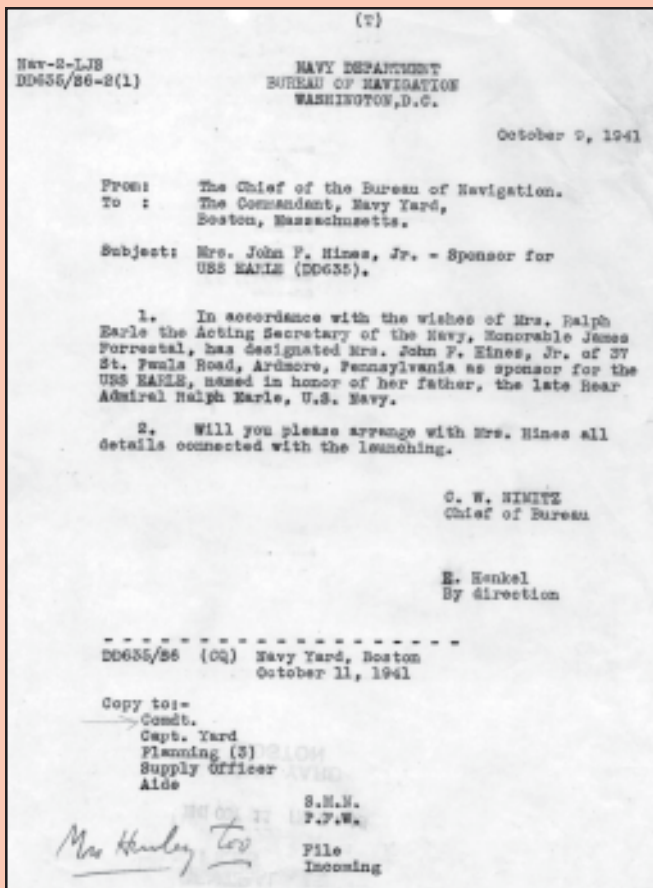 (T)
Nav-2-LJS
DD635/S6-2(1)
NAVY DEPARTMENT
BUREAU OF NAVIGATION
WASHINGTON,D.C.
October 9, 1941
From: The Chief of the Bureau of Navigation.
To : The Commandant, Navy Yard,
Boston, Massachusetts.
Subject: Mrs. John F. Hines, Jr. - Sponsor for
USS EARLE (DD635).
1. In accordance with the wishes of Mrs. Ralph
Earle the Acting Secretary of the Navy, Honorable James
Forrestal, has designated Mrs. John F. Hines, Jr. of 37
St. Pauls Road, Ardmore, Pennsylvania as sponsor for the
USS EARLE, named in honor of her father, the late Rear
Admiral Ralph Earle, U.S. Navy.
2. Will you please arrange with Mrs. Hines all
details connected with the launching.
C. W. NIMITZ
Chief of Bureau
E. Henkel
By direction
DD635/S6 (CQ) Navy Yard, Boston
October 11, 1941
Copy to:-
Comdt.
Capt. Yard
Planning (3)
Supply Officer
Aide
S.M.N.
P.F.W.
Mrs Too
File
Incoming